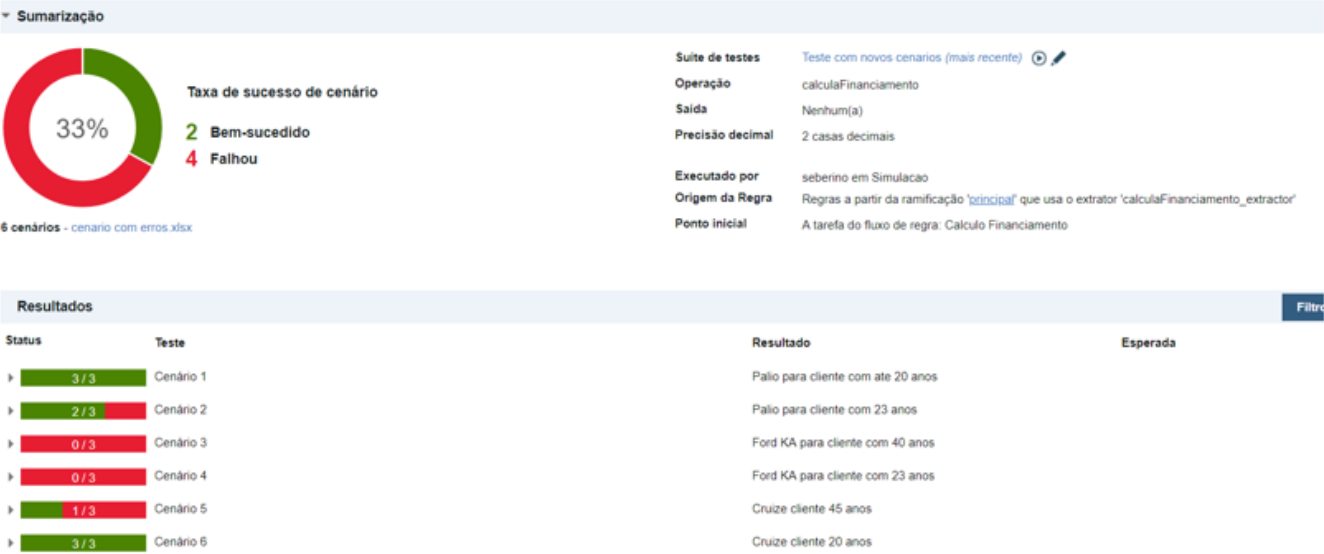 Sumarização
33%
Taxa de sucesso de cenário
2 Bem-sucedido
4 Falhou
6 cenários - cenario com erros.xlsx
Suíte de testes Teste com novos cenarios (mais recente)
Operação calculaFinanciamento
Saída Nenhum(a)
Precisão decimal 2 casas decimais
Executado por seberino em Simulacao
Origem da Regra Regras a partir da ramificação 'principal' que usa o extrator 'calculaFinanciamento_extractor'
Ponto inicial A tarefa do fluxo de regra: Calculo Financiamento
Resultados Filtro
Status Teste Resultado Esperada
3 / 3 Cenário 1 Palio para cliente com ate 20 anos
2 / 3 Cenário 2 Palio para cliente com 23 anos
0 / 3 Cenário 3 Ford KA para cliente com 40 anos
0 / 3 Cenário 4 Ford KA para cliente com 23 anos
1 / 3 Cenário 5 Cruize cliente 45 anos
3 / 3 Cenário 6 Cruize cliente 20 anos